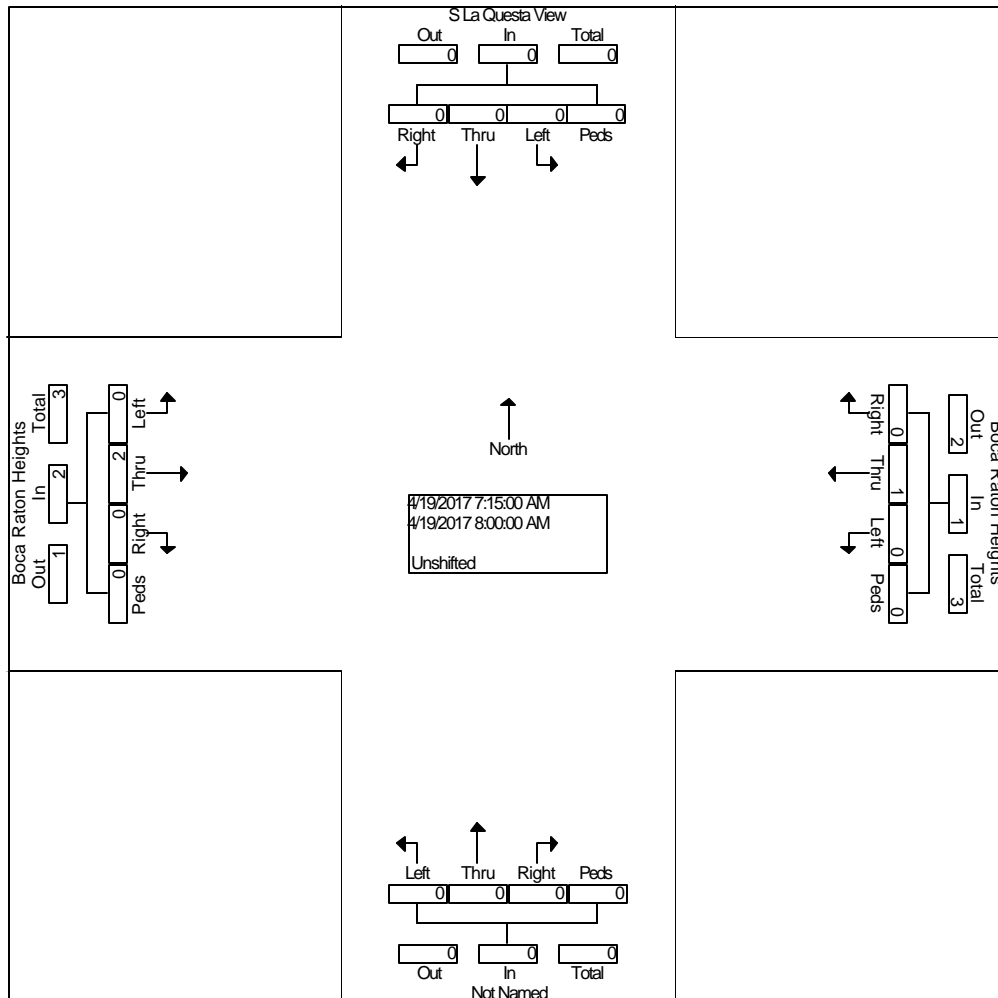 S La Questa View
Out In Total
0 0 0
0 0 0 0
Right Thru Left Peds
Boca Raton Heights
Total In Out
3 2 1
0 2 0 0
Left Thru Right Peds
North
4/19/2017 7:15:00 AM
4/19/2017 8:00:00 AM
Unshifted
Right Thru Left Peds
0 1 0 0
Out In Total
2 1 3
Boca Raton Heights
Left Thru Right Peds
0 0 0 0
0 0 0
Out In Total
Not Named